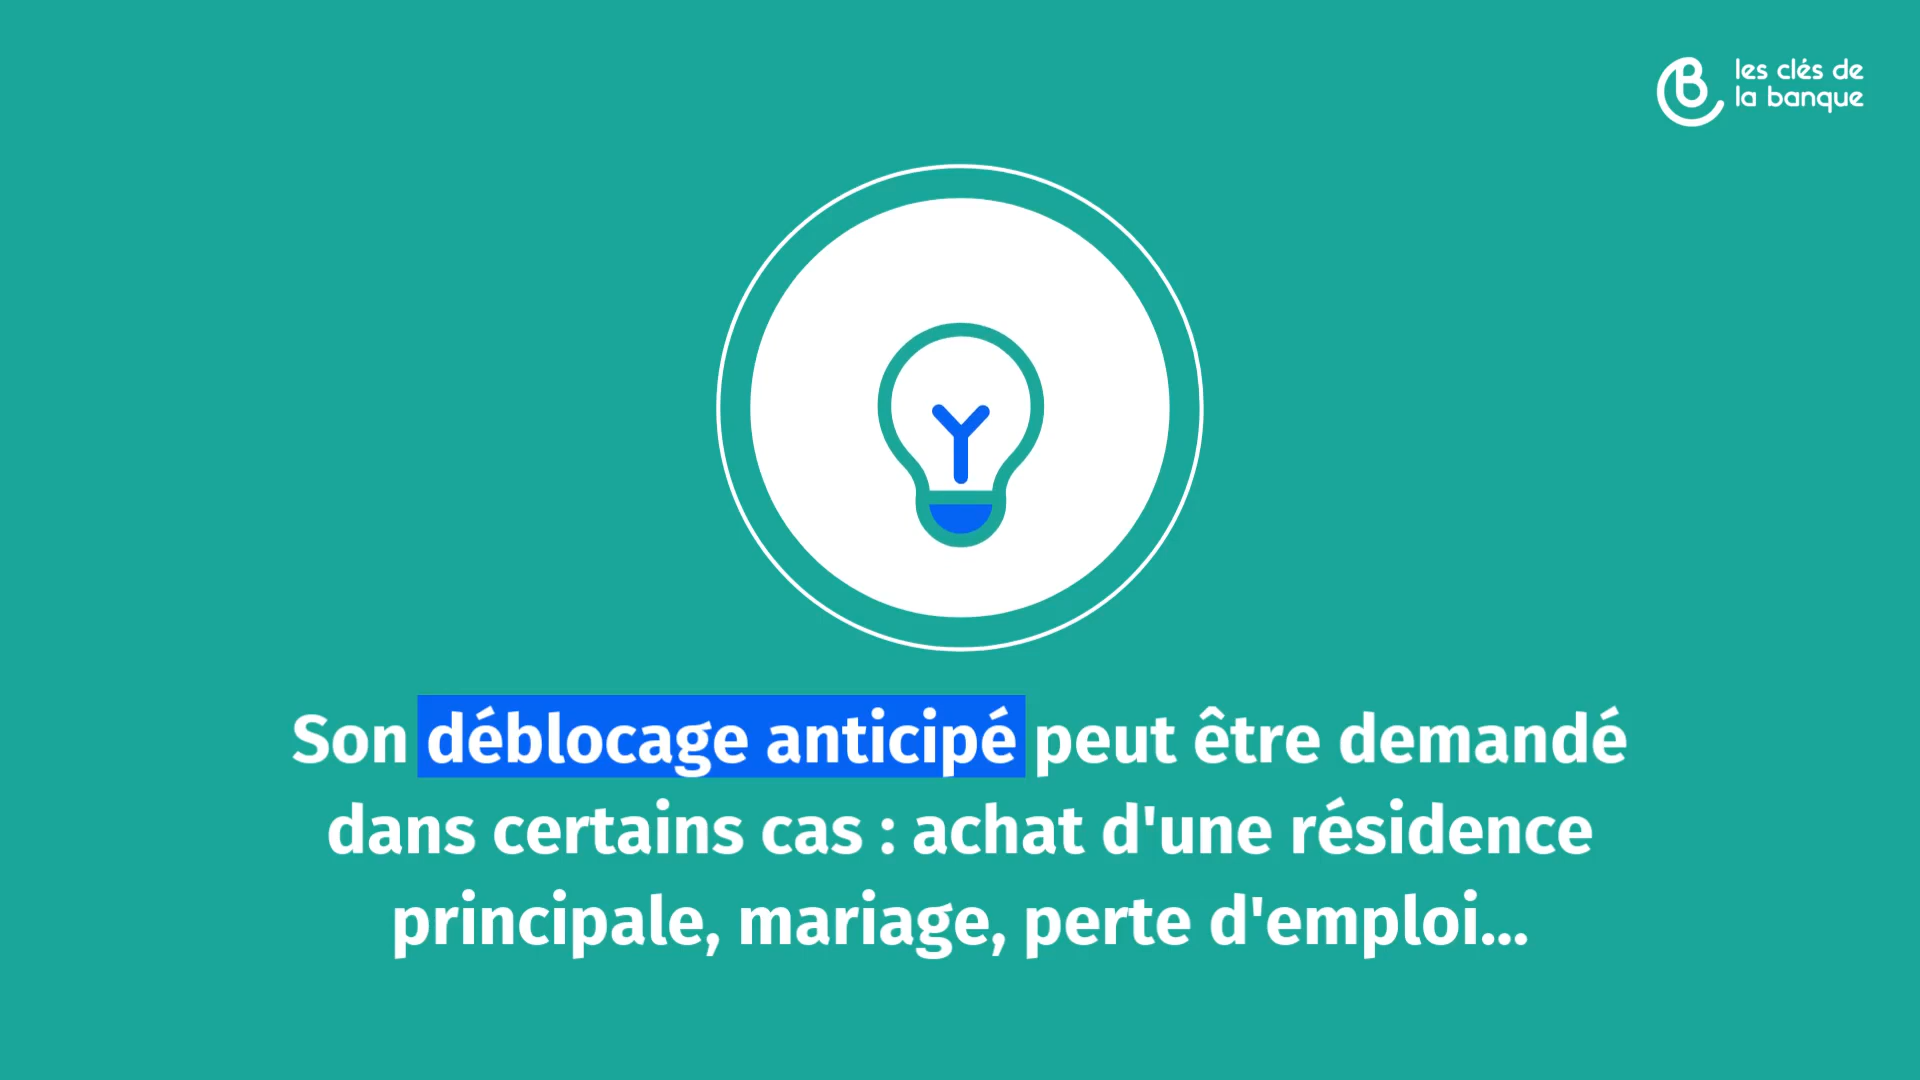 les clés de
la banque
Son déblocage anticipé peut être demandé
dans certains cas : achat d'une résidence
principale, mariage, perte d'emploi...